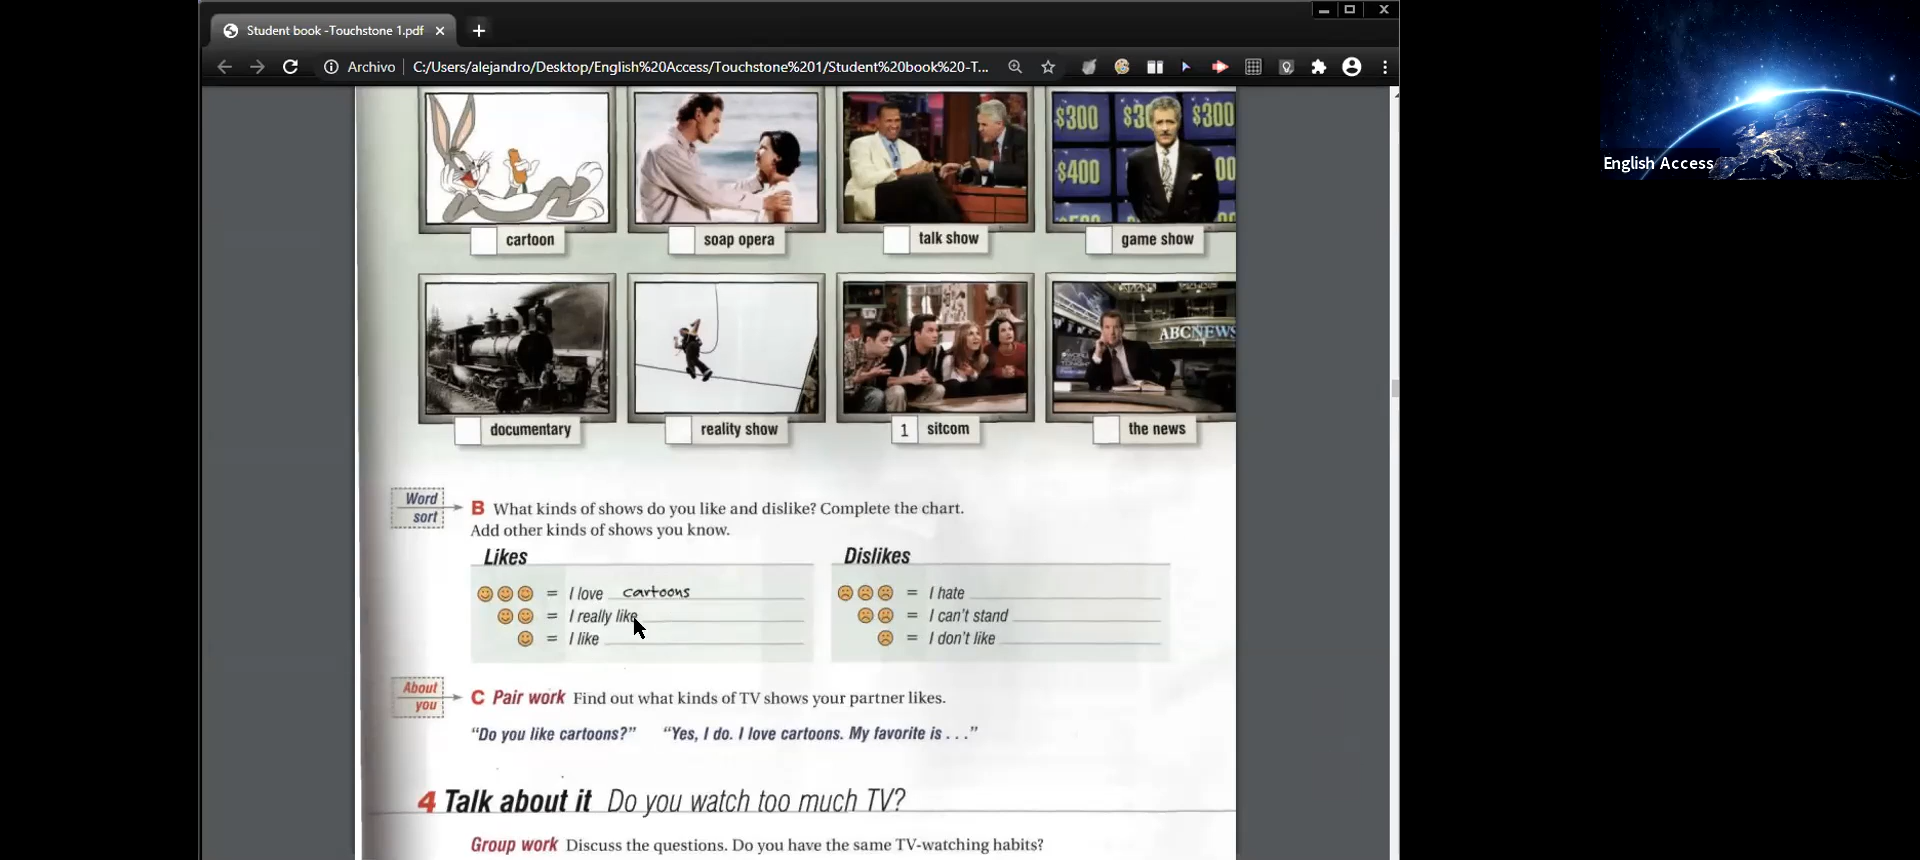 Student book -Touchstone 1.pdf
Archivo
C:/Users/alejandro/Desktop/English%20Access/Touchstone%201/Student%20book%20-T...
English Access
$300 $300
$400
cartoon
soap opera
talk show
game show
ABCNEWS
documentary
reality show
1 sitcom
the news
Word
sort
B What kinds of shows do you like and dislike? Complete the chart.
Add other kinds of shows you know.
Likes
Dislikes
= I love cartoons
= I really like
= I like
= I hate
= I can't stand
= I don't like
About
you
C Pair work Find out what kinds of TV shows your partner likes.
"Do you like cartoons?" "Yes, I do. I love cartoons. My favorite is . . ."
4 Talk about it Do you watch too much TV?
Group work Discuss the questions. Do you have the same TV-watching habits?